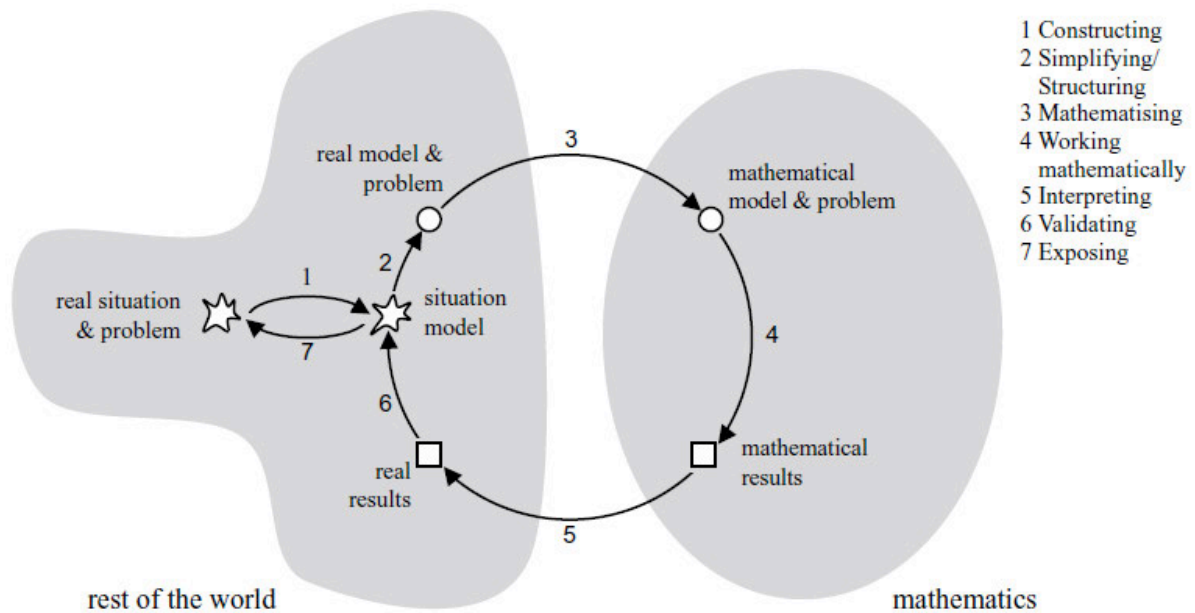 1 Constructing
2 Simplifying/
Structuring
3 Mathematising
4 Working
mathematically
5 Interpreting
6 Validating
7 Exposing
3
real model &
problem
mathematical
model & problem
2
1
real situation
& problem
situation
model
7
4
6
real
results
mathematical
results
5
rest of the world
mathematics